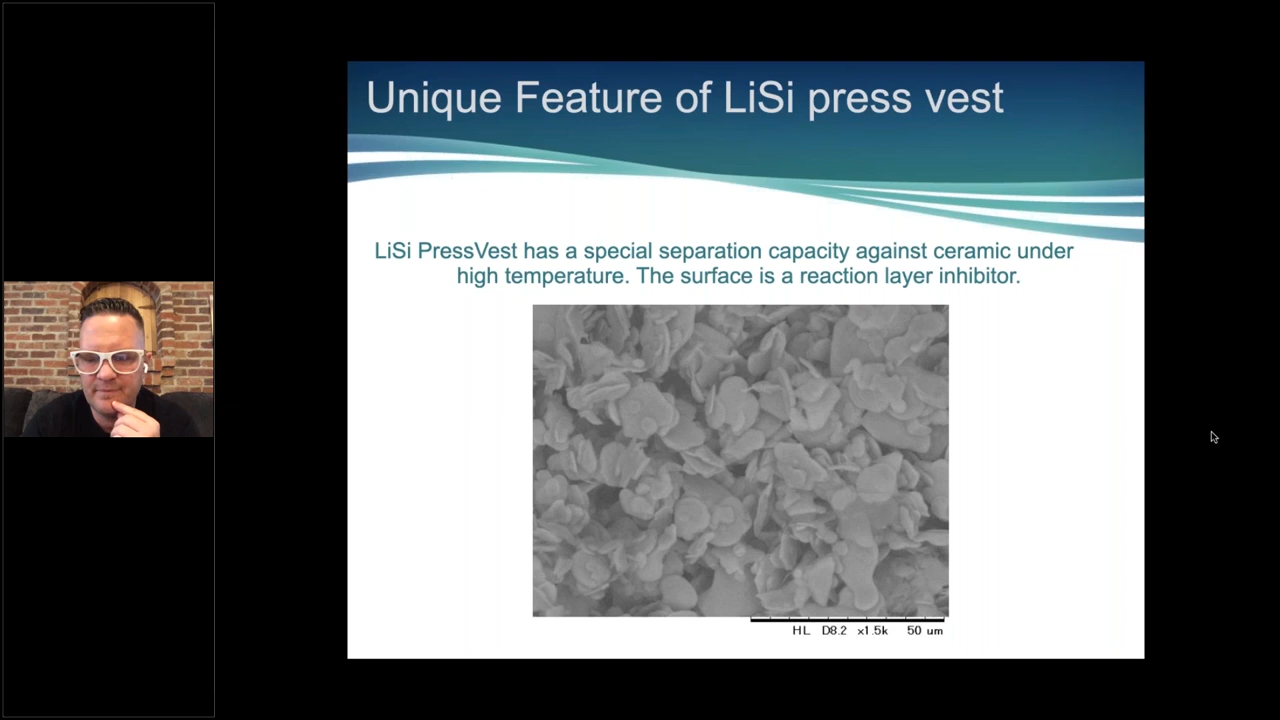 Unique Feature of LiSi press vest
LiSi PressVest has a special separation capacity against ceramic under
high temperature. The surface is a reaction layer inhibitor.
HL D8.2 x1.5k 50 um